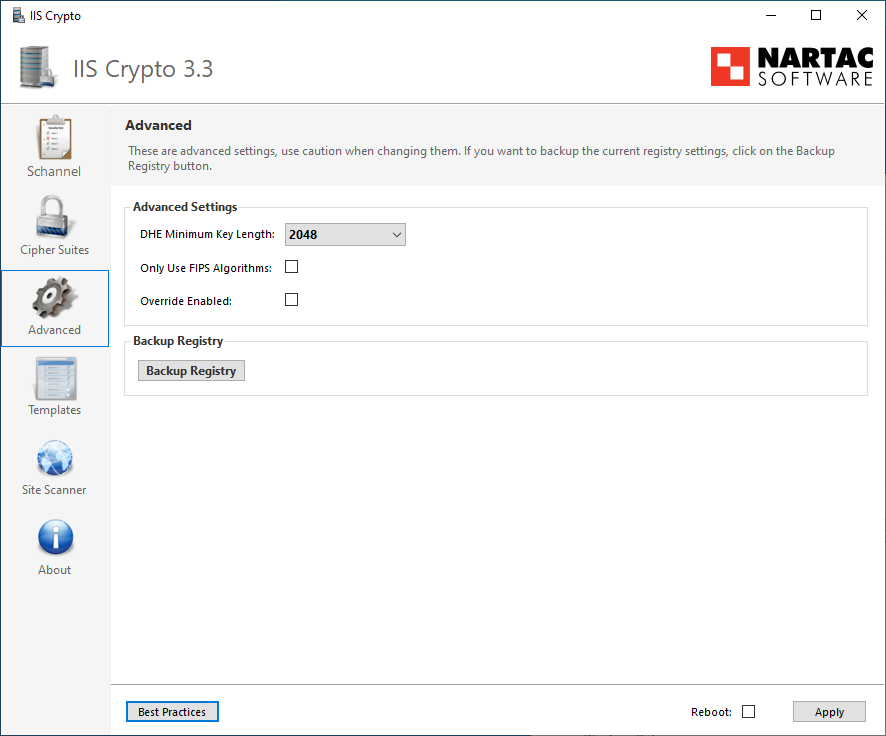 IIS Crypto
IIS Crypto 3.3
NARTAC
SOFTWARE
Schannel
Cipher Suites
Advanced
Templates
Site Scanner
About
Advanced
These are advanced settings, use caution when changing them. If you want to backup the current registry settings, click on the Backup
Registry button.
Advanced Settings
DHE Minimum Key Length: 2048
Only Use FIPS Algorithms:
Override Enabled:
Backup Registry
Backup Registry
Best Practices
Reboot:
Apply